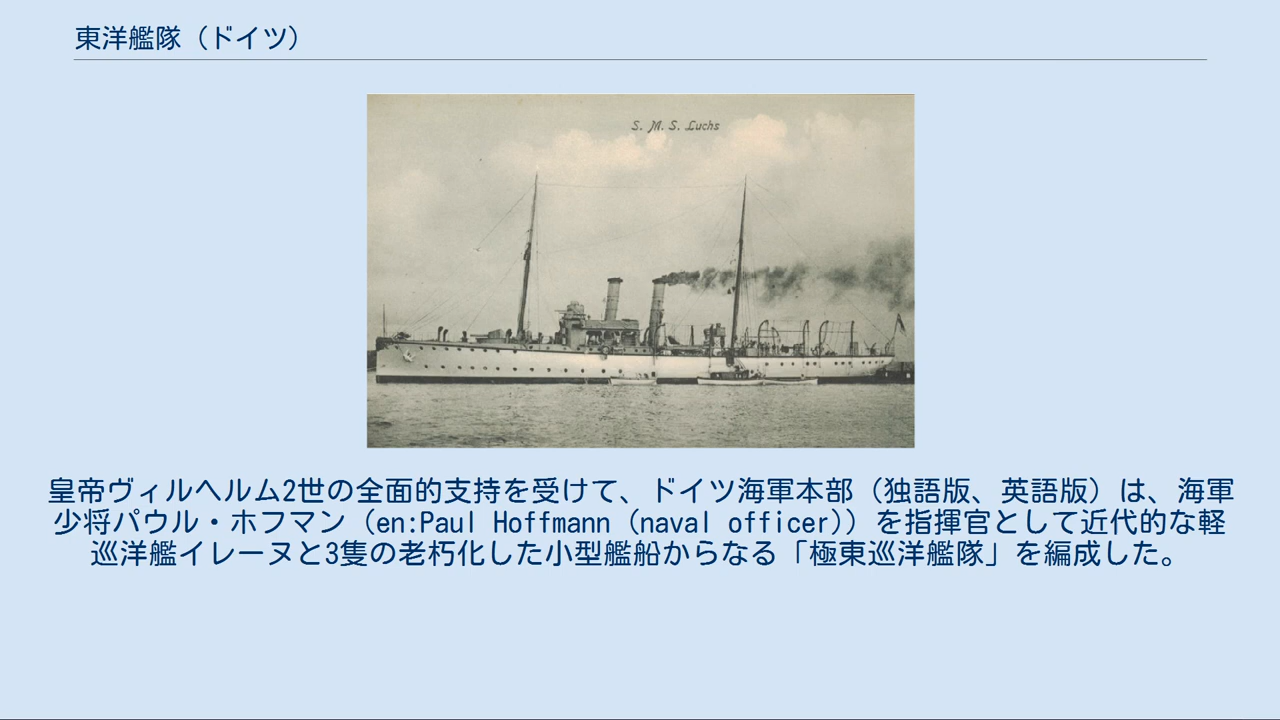 東洋艦隊（ドイツ）
S. M. S. Luchs
皇帝ヴィルヘルム2世の全面的支持を受けて、ドイツ海軍本部（独語版、英語版）は、海軍
少将パウル・ホフマン（en:Paul Hoffmann (naval officer)）を指揮官として近代的な軽
巡洋艦イレーヌと3隻の老朽化した小型艦船からなる「極東巡洋艦隊」を編成した。